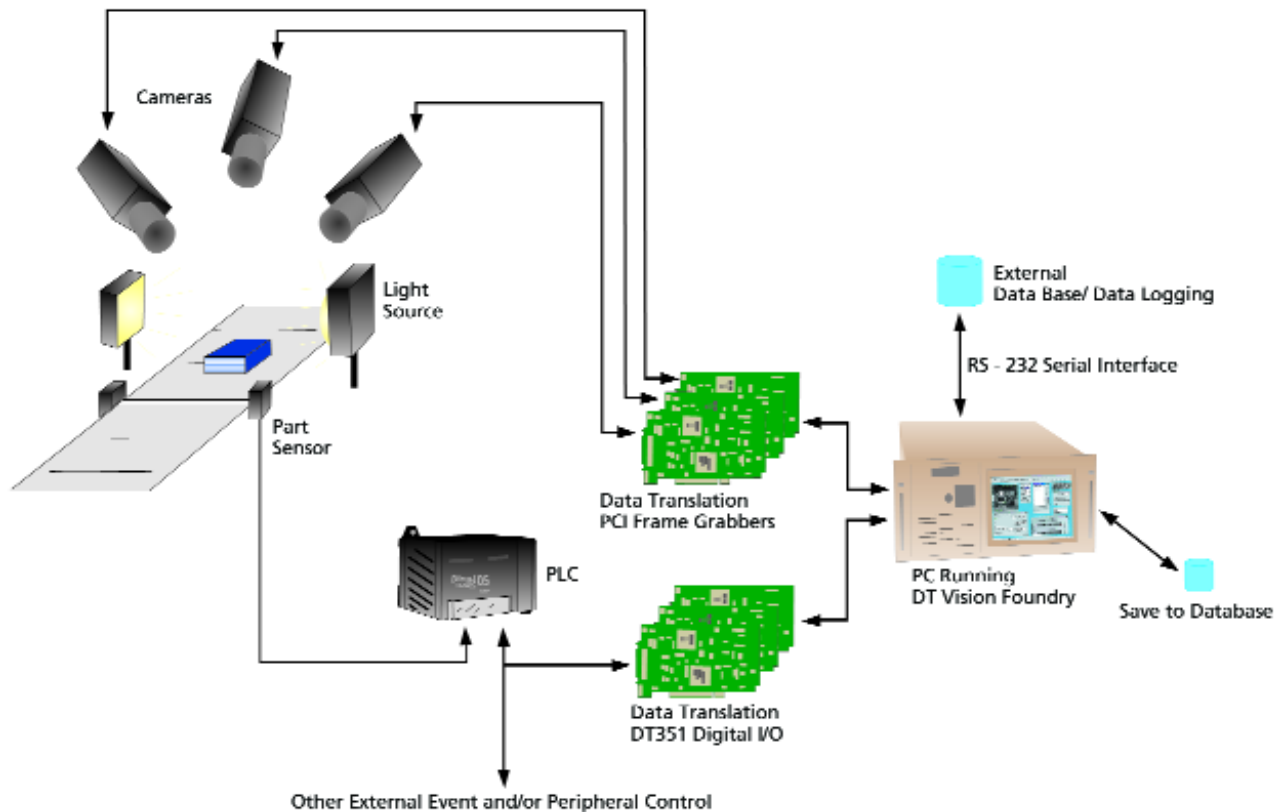 Cameras
Light
Source
External
Data Base/ Data Logging
RS - 232 Serial Interface
Part
Sensor
Data Translation
PCI Frame Grabbers
PLC
PC Running
DT Vision Foundry
Save to Database
Data Translation
DT351 Digital I/O
Other External Event and/or Peripheral Control